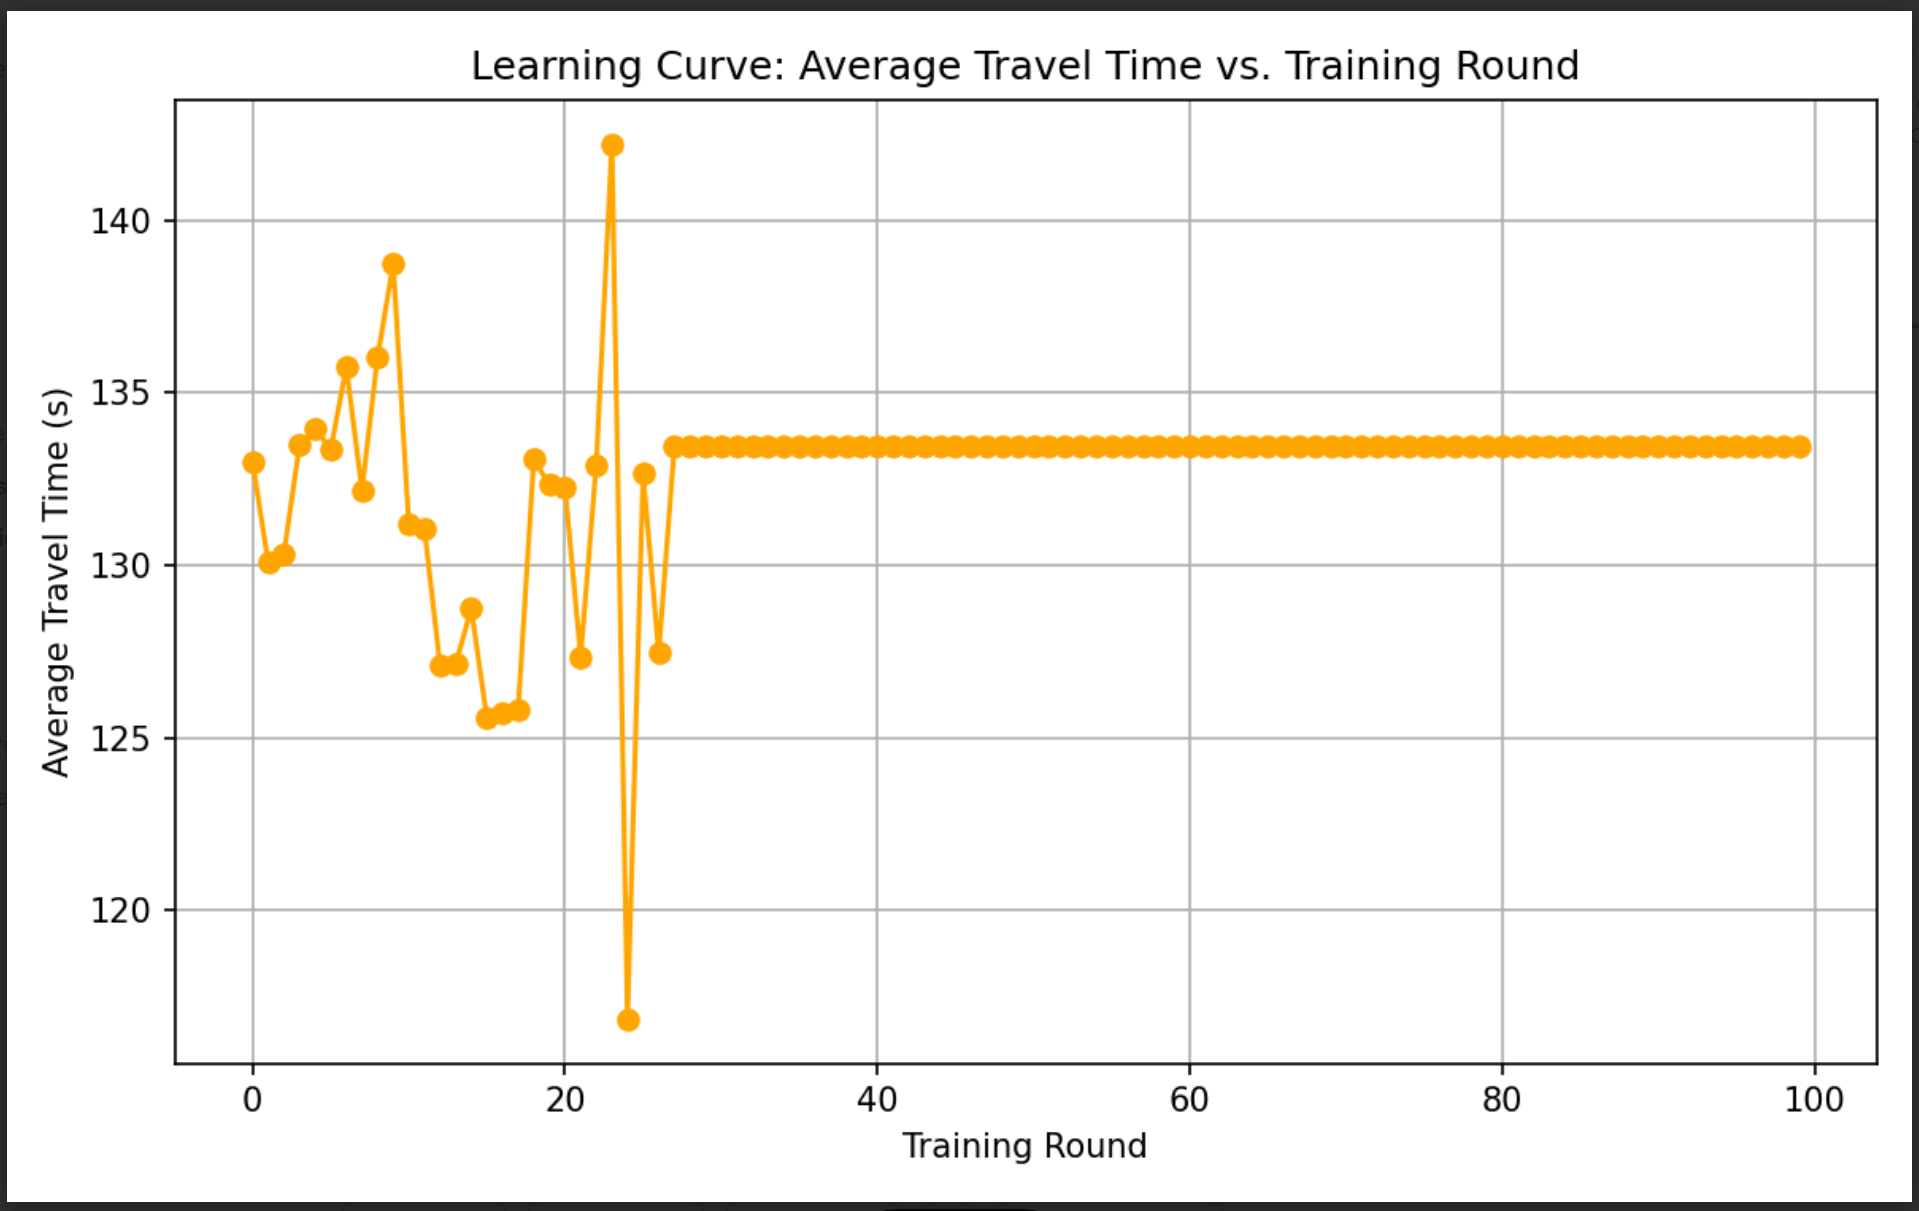 Learning Curve: Average Travel Time vs. Training Round
Average Travel Time (s)
140
135
130
125
120
0 20 40 60 80 100
Training Round